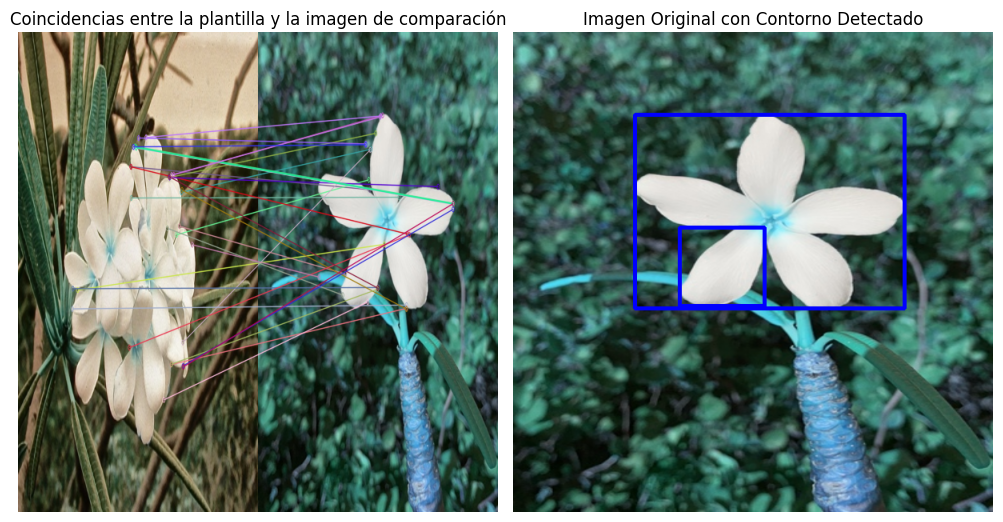 Coincidencias entre la plantilla y la imagen de comparación
Imagen Original con Contorno Detectado